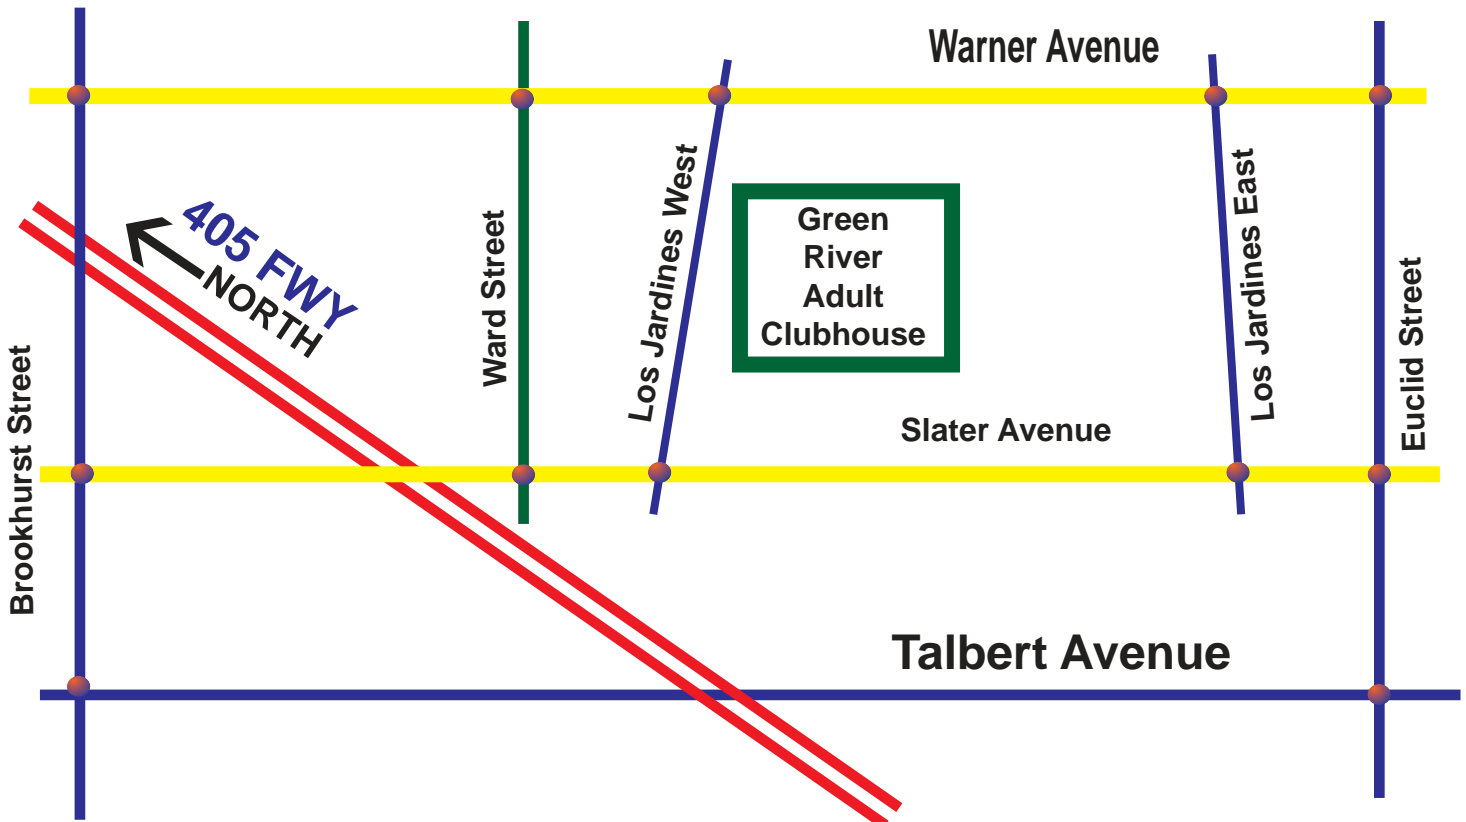 Warner Avenue
405 FWY
NORTH
Ward Street
Los Jardines West
Green
River
Adult
Clubhouse
Los Jardines East
Euclid Street
Brookhurst Street
Slater Avenue
Talbert Avenue